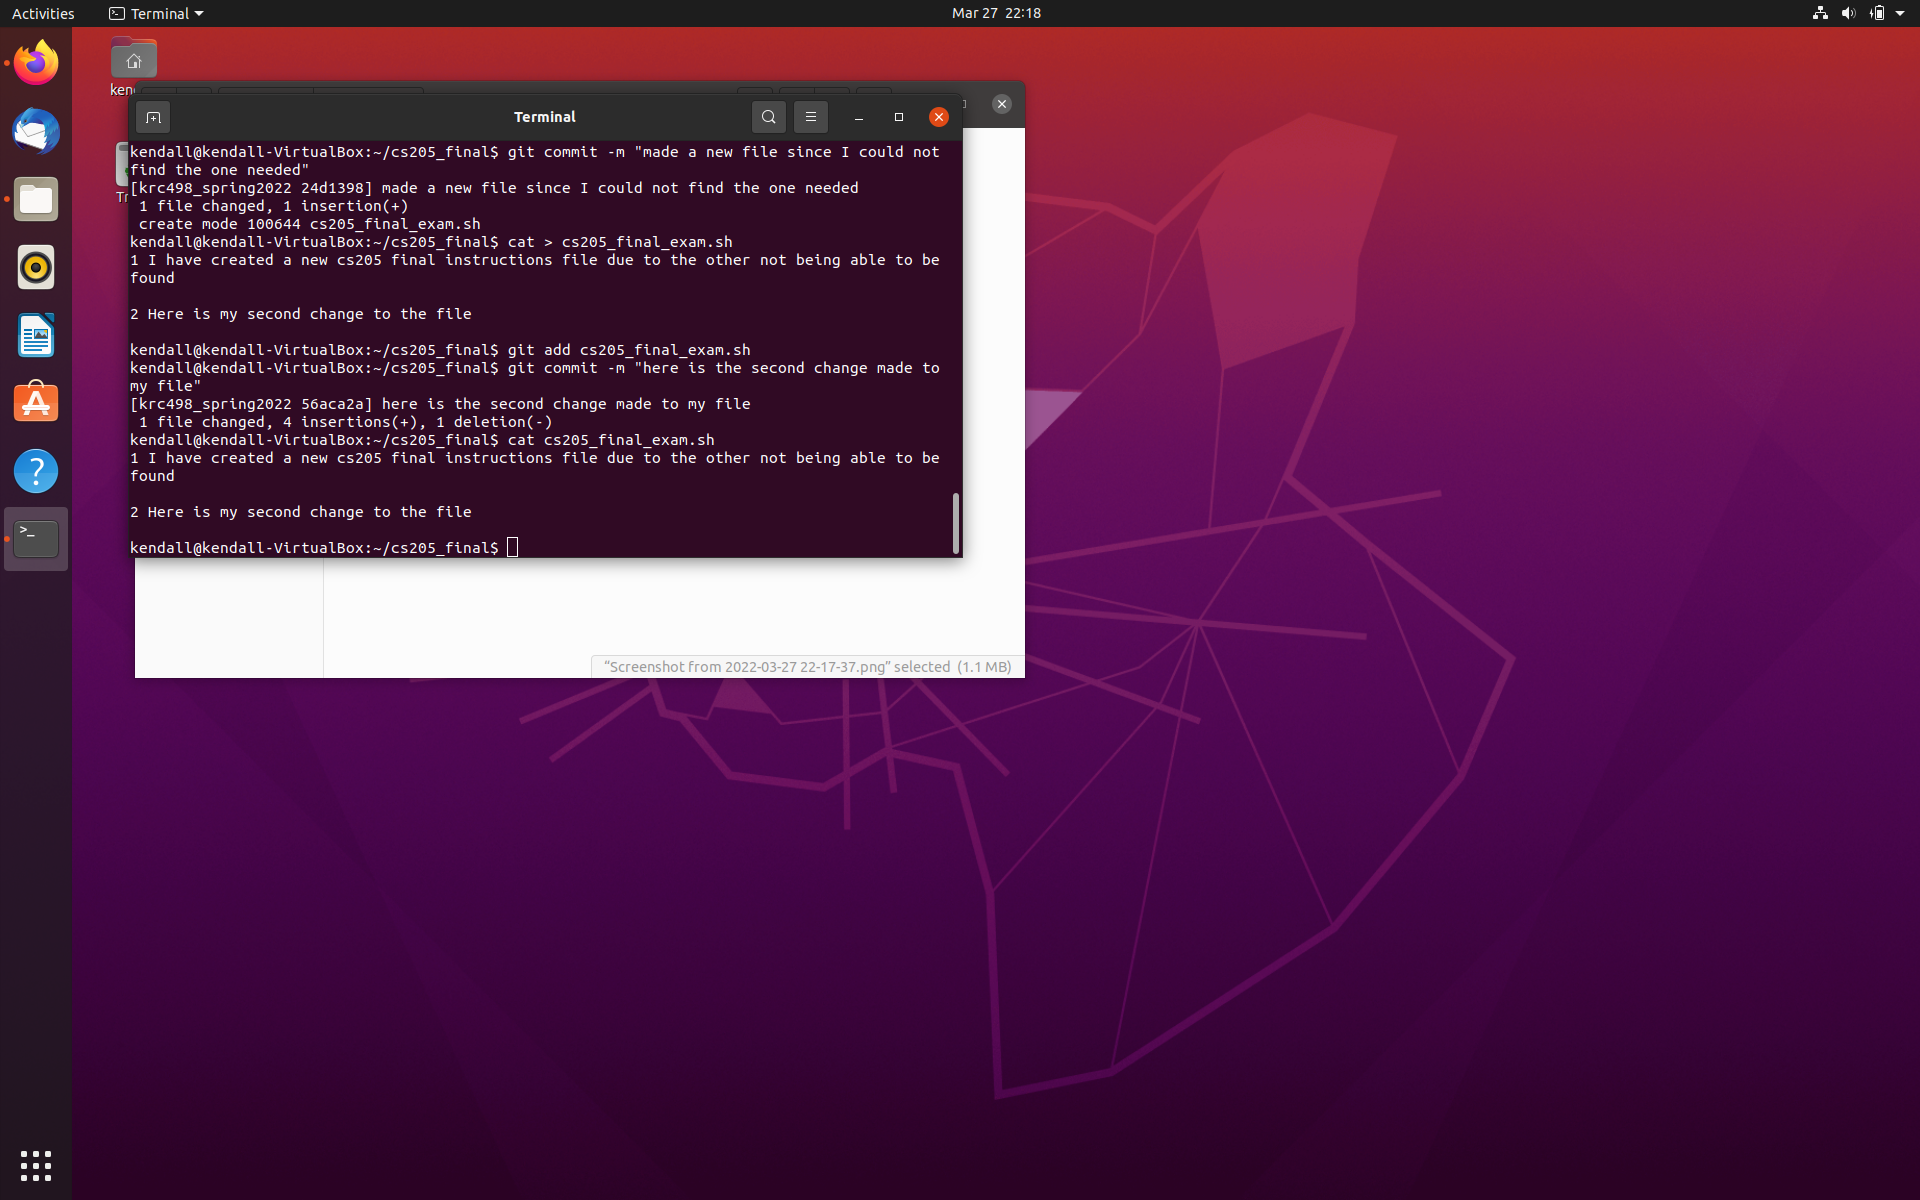 Activities
Terminal
Mar 27 22:18
Terminal
kendall@kendall-VirtualBox:~/cs205_final$ git commit -m "made a new file since I could not
find the one needed"
[krc498_spring2022 24d1398] made a new file since I could not find the one needed
1 file changed, 1 insertion(+)
create mode 100644 cs205_final_exam.sh
kendall@kendall-VirtualBox:~/cs205_final$ cat > cs205_final_exam.sh
1 I have created a new cs205 final instructions file due to the other not being able to be
found
2 Here is my second change to the file
kendall@kendall-VirtualBox:~/cs205_final$ git add cs205_final_exam.sh
kendall@kendall-VirtualBox:~/cs205_final$ git commit -m "here is the second change made to
my file"
[krc498_spring2022 56aca2a] here is the second change made to my file
1 file changed, 4 insertions(+), 1 deletion(-)
kendall@kendall-VirtualBox:~/cs205_final$ cat cs205_final_exam.sh
1 I have created a new cs205 final instructions file due to the other not being able to be
found
2 Here is my second change to the file
kendall@kendall-VirtualBox:~/cs205_final$
“Screenshot from 2022-03-27 22-17-37.png” selected (1.1 MB)